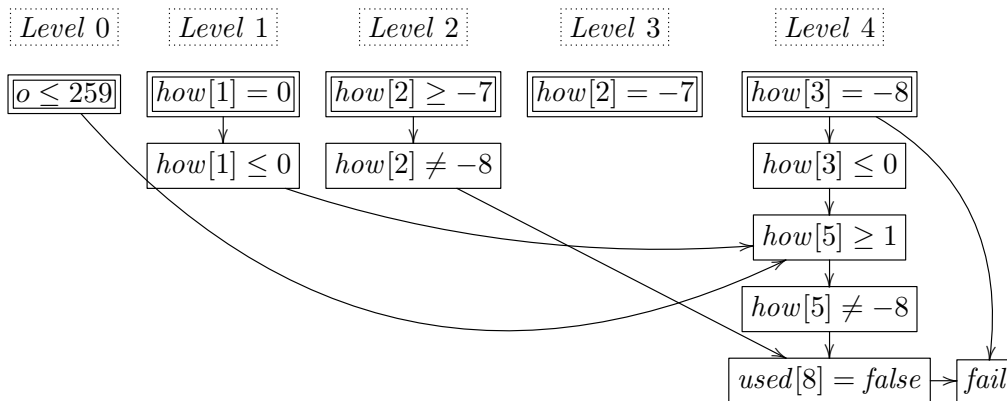 Level 0 Level 1 Level 2 Level 3 Level 4
o ≤ 259 how[1] = 0 how[2] ≥ −7 how[2] = −7 how[3] = −8
how[1] ≤ 0 how[2] ≠ −8 how[3] ≤ 0
how[5] ≥ 1
how[5] ≠ −8
used[8] = false fail